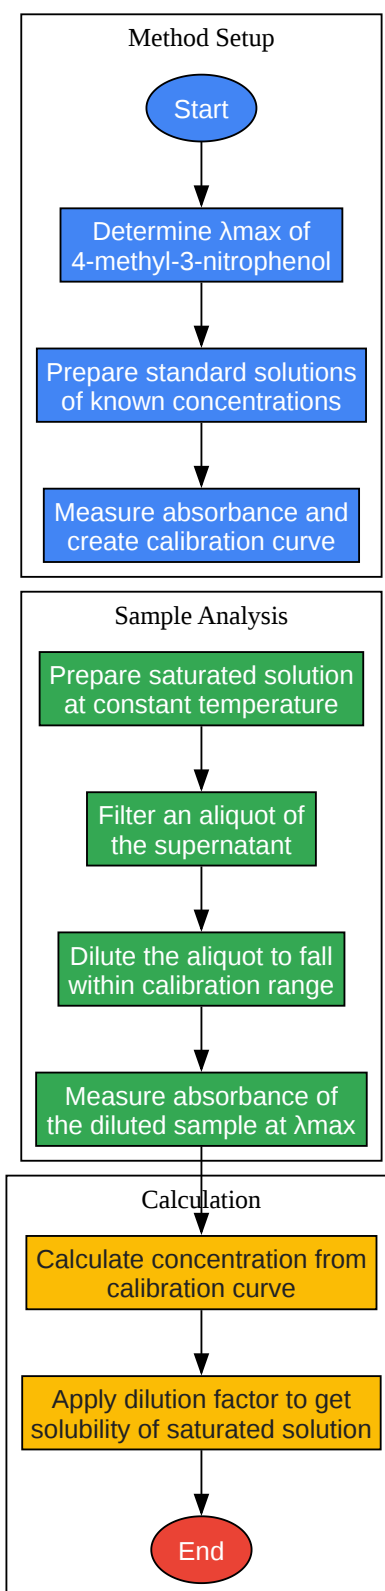 Method Setup
Start
Determine λmax of
4-methyl-3-nitrophenol
Prepare standard solutions
of known concentrations
Measure absorbance and
create calibration curve
Sample Analysis
Prepare saturated solution
at constant temperature
Filter an aliquot of
the supernatant
Dilute the aliquot to fall
within calibration range
Measure absorbance of
the diluted sample at λmax
Calculation
Calculate concentration from
calibration curve
Apply dilution factor to get
solubility of saturated solution
End